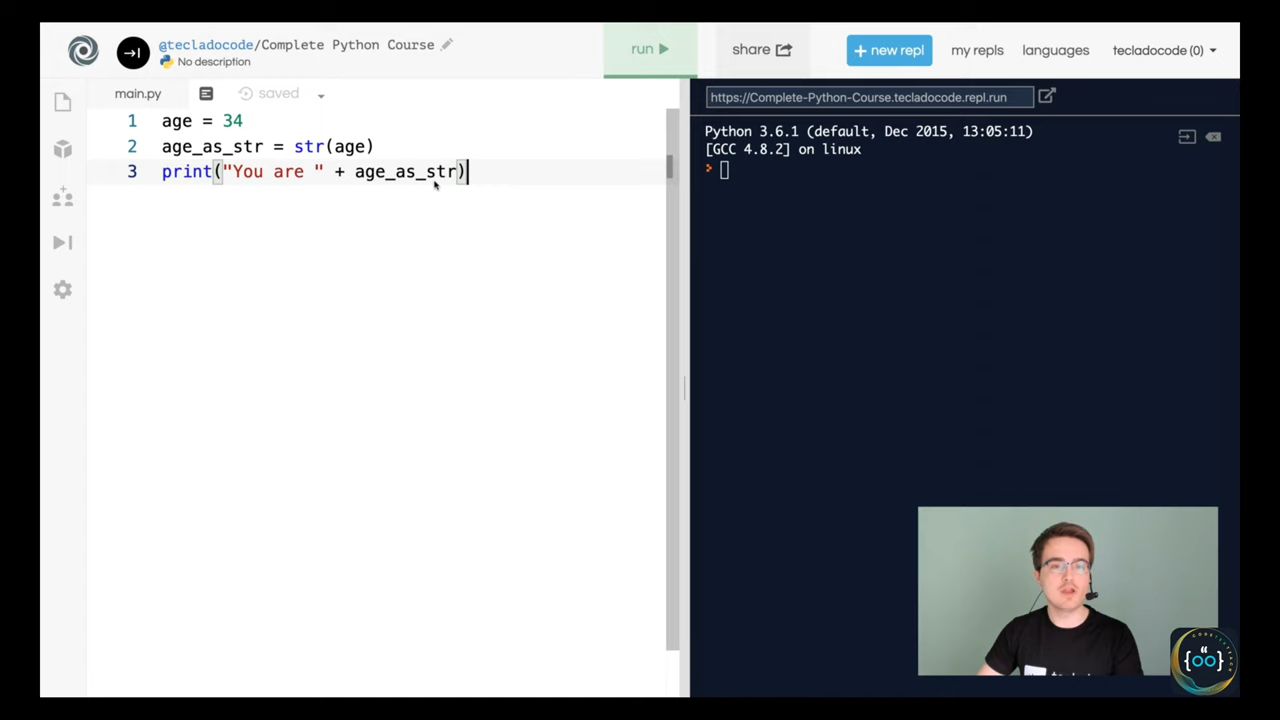 @tecladocode/Complete Python Course
No description
run
share
+ new repl
my repls
languages
tecladocode (0)
main.py
saved
https://Complete-Python-Course.tecladocode.repl.run
1 age = 34
2 age_as_str = str(age)
3 print("You are " + age_as_str)
Python 3.6.1 (default, Dec 2015, 13:05:11)
[GCC 4.8.2] on linux